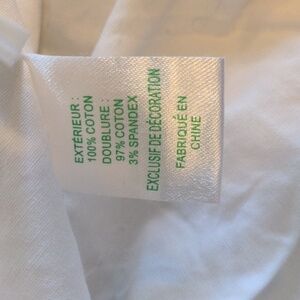 EXTÉRIEUR :
100% COTON
DOUBLURE :
97% COTON
3% SPANDEX
EXCLUSIF DE DÉCORATION
FABRIQUÉ EN
CHINE